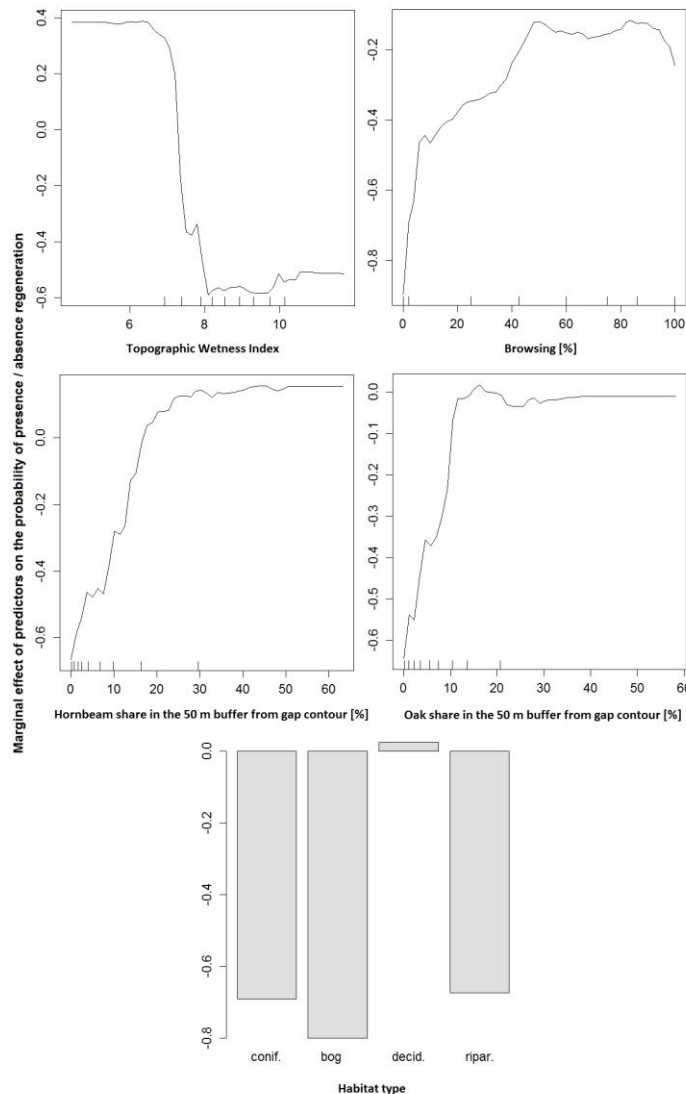 Marginal effect of predictors on the probability of presence / absence regeneration
0.4
0.2
0.0
-0.2
-0.4
-0.6
6 8 10
Topographic Wetness Index
-0.2
-0.4
-0.6
-0.8
0 20 40 60 80 100
Browsing [%]
0.0
-0.2
-0.4
-0.6
0 10 20 30 40 50 60
Hornbeam share in the 50 m buffer from gap contour [%]
0.0
-0.1
-0.2
-0.3
-0.4
-0.5
-0.6
0 10 20 30 40 50 60
Oak share in the 50 m buffer from gap contour [%]
0.0
-0.2
-0.4
-0.6
-0.8
conif. bog decid. ripar.
Habitat type